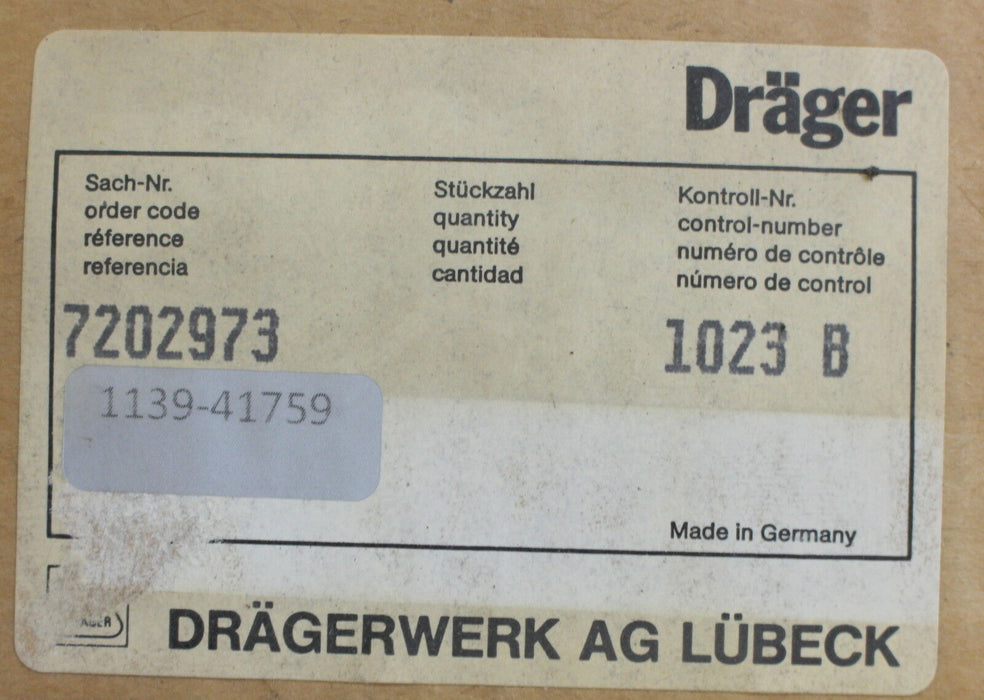 Dräger
Sach-Nr.
order code
réference
referencia
Stückzahl
quantity
quantité
cantidad
Kontroll-Nr.
control-number
numéro de contrôle
número de control
7202973
1023 B
1139-41759
Made in Germany
DRÄGERWERK AG LÜBECK